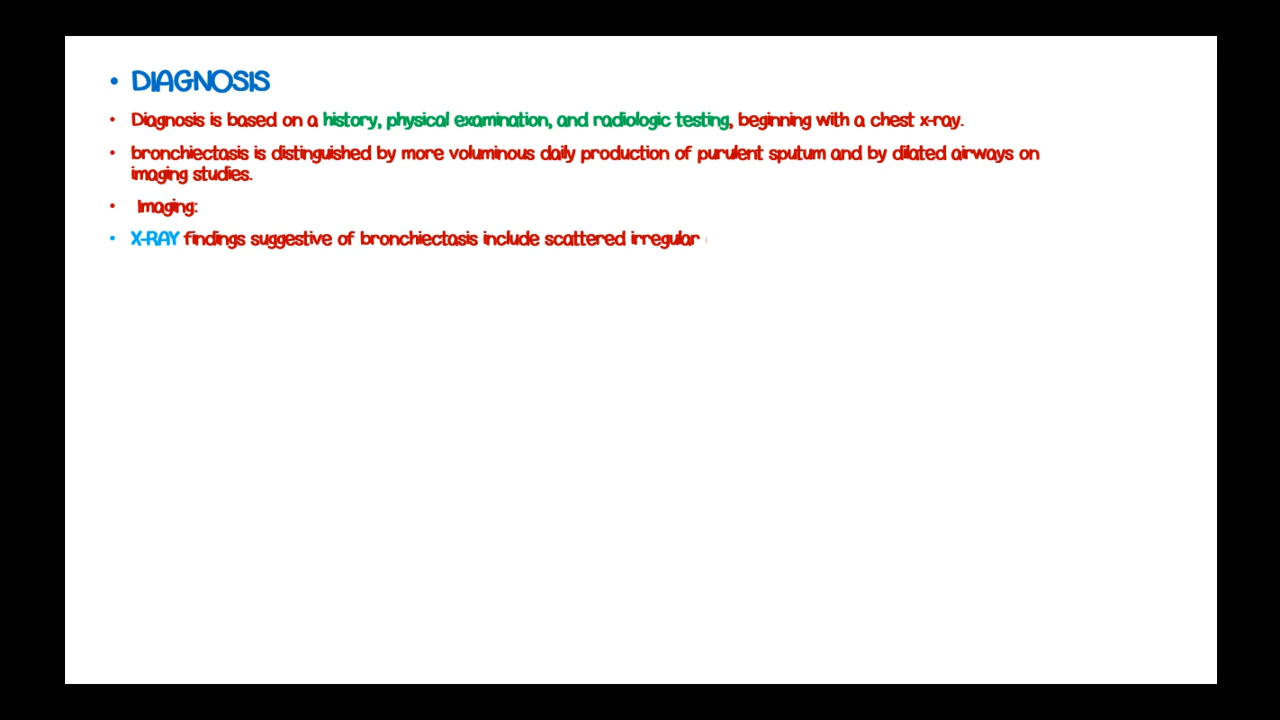 • DIAGNOSIS
• Diagnosis is based on a history, physical examination, and radiologic testing, beginning with a chest x-ray.
• bronchiectasis is distinguished by more voluminous daily production of purulent sputum and by dilated airways on
imaging studies.
• Imaging:
• X-RAY findings suggestive of bronchiectasis include scattered irregular